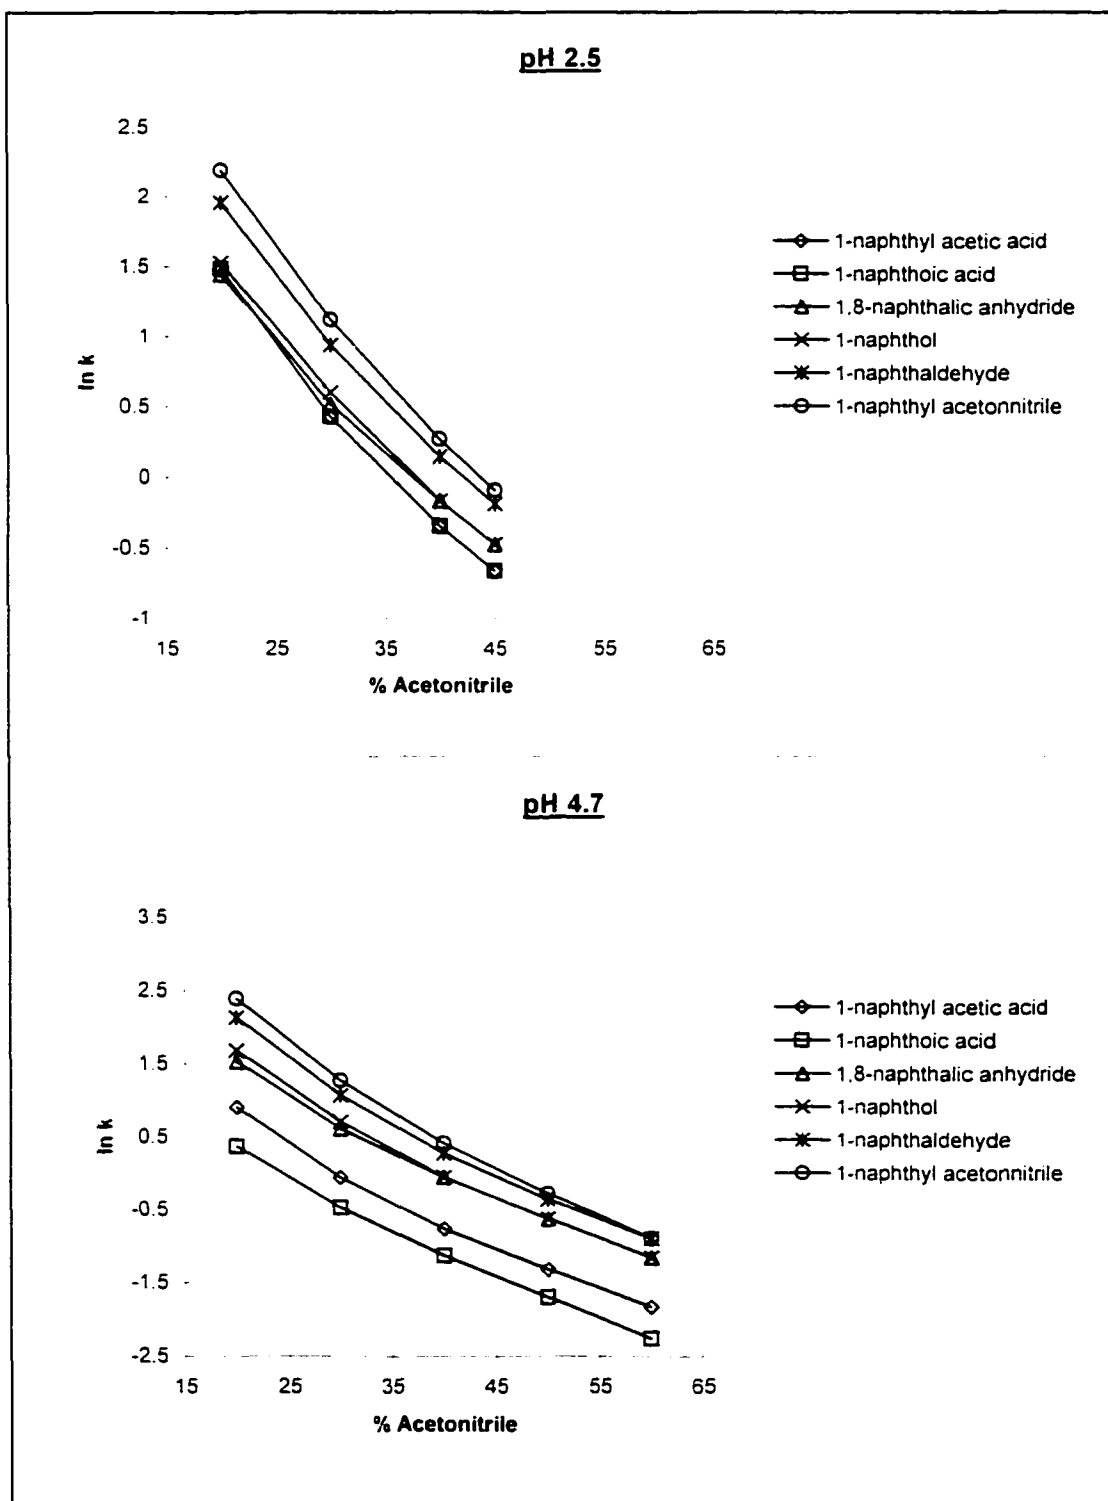 pH 2.5
2.5
2
1.5
1
0.5
0
-0.5
-1
ln k
15 25 35 45 55 65
% Acetonitrile
1-naphthyl acetic acid
1-naphthoic acid
1,8-naphthalic anhydride
1-naphthol
1-naphthaldehyde
1-naphthyl acetonnitrile
pH 4.7
3.5
2.5
1.5
0.5
-0.5
-1.5
-2.5
ln k
15 25 35 45 55 65
% Acetonitrile
1-naphthyl acetic acid
1-naphthoic acid
1,8-naphthalic anhydride
1-naphthol
1-naphthaldehyde
1-naphthyl acetonnitrile